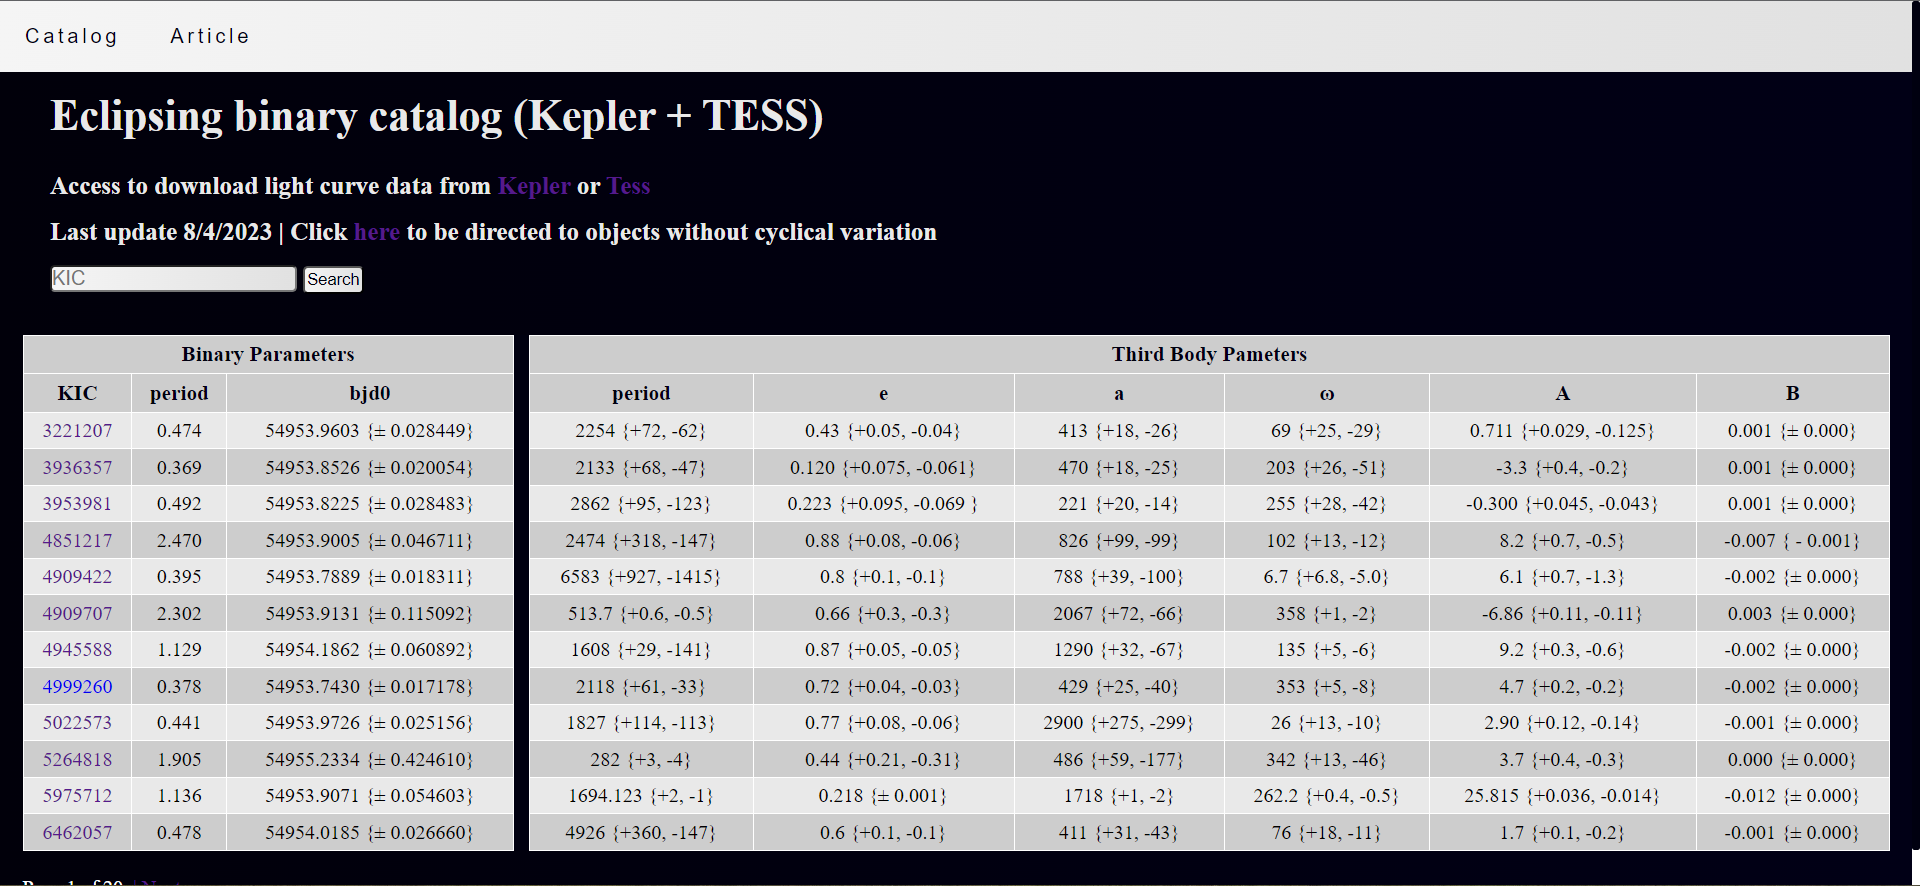 Catalog Article
Eclipsing binary catalog (Kepler + TESS)
Access to download light curve data from Kepler or Tess
Last update 8/4/2023 | Click here to be directed to objects without cyclical variation
KIC Search
Binary Parameters Third Body Pameters
KIC period bjd0 period e a ω A B
3221207 0.474 54953.9603 {± 0.028449} 2254 {+72, -62} 0.43 {+0.05, -0.04} 413 {+18, -26} 69 {+25, -29} 0.711 {+0.029, -0.125} 0.001 {± 0.000}
3936357 0.369 54953.8526 {± 0.020054} 2133 {+68, -47} 0.120 {+0.075, -0.061} 470 {+18, -25} 203 {+26, -51} -3.3 {+0.4, -0.2} 0.001 {± 0.000}
3953981 0.492 54953.8225 {± 0.028483} 2862 {+95, -123} 0.223 {+0.095, -0.069 } 221 {+20, -14} 255 {+28, -42} -0.300 {+0.045, -0.043} 0.001 {± 0.000}
4851217 2.470 54953.9005 {± 0.046711} 2474 {+318, -147} 0.88 {+0.08, -0.06} 826 {+99, -99} 102 {+13, -12} 8.2 {+0.7, -0.5} -0.007 { - 0.001}
4909422 0.395 54953.7889 {± 0.018311} 6583 {+927, -1415} 0.8 {+0.1, -0.1} 788 {+39, -100} 6.7 {+6.8, -5.0} 6.1 {+0.7, -1.3} -0.002 {± 0.000}
4909707 2.302 54953.9131 {± 0.115092} 513.7 {+0.6, -0.5} 0.66 {+0.3, -0.3} 2067 {+72, -66} 358 {+1, -2} -6.86 {+0.11, -0.11} 0.003 {± 0.000}
4945588 1.129 54954.1862 {± 0.060892} 1608 {+29, -141} 0.87 {+0.05, -0.05} 1290 {+32, -67} 135 {+5, -6} 9.2 {+0.3, -0.6} -0.002 {± 0.000}
4999260 0.378 54953.7430 {± 0.017178} 2118 {+61, -33} 0.72 {+0.04, -0.03} 429 {+25, -40} 353 {+5, -8} 4.7 {+0.2, -0.2} -0.002 {± 0.000}
5022573 0.441 54953.9726 {± 0.025156} 1827 {+114, -113} 0.77 {+0.08, -0.06} 2900 {+275, -299} 26 {+13, -10} 2.90 {+0.12, -0.14} -0.001 {± 0.000}
5264818 1.905 54955.2334 {± 0.424610} 282 {+3, -4} 0.44 {+0.21, -0.31} 486 {+59, -177} 342 {+13, -46} 3.7 {+0.4, -0.3} 0.000 {± 0.000}
5975712 1.136 54953.9071 {± 0.054603} 1694.123 {+2, -1} 0.218 {± 0.001} 1718 {+1, -2} 262.2 {+0.4, -0.5} 25.815 {+0.036, -0.014} -0.012 {± 0.000}
6462057 0.478 54954.0185 {± 0.026660} 4926 {+360, -147} 0.6 {+0.1, -0.1} 411 {+31, -43} 76 {+18, -11} 1.7 {+0.1, -0.2} -0.001 {± 0.000}